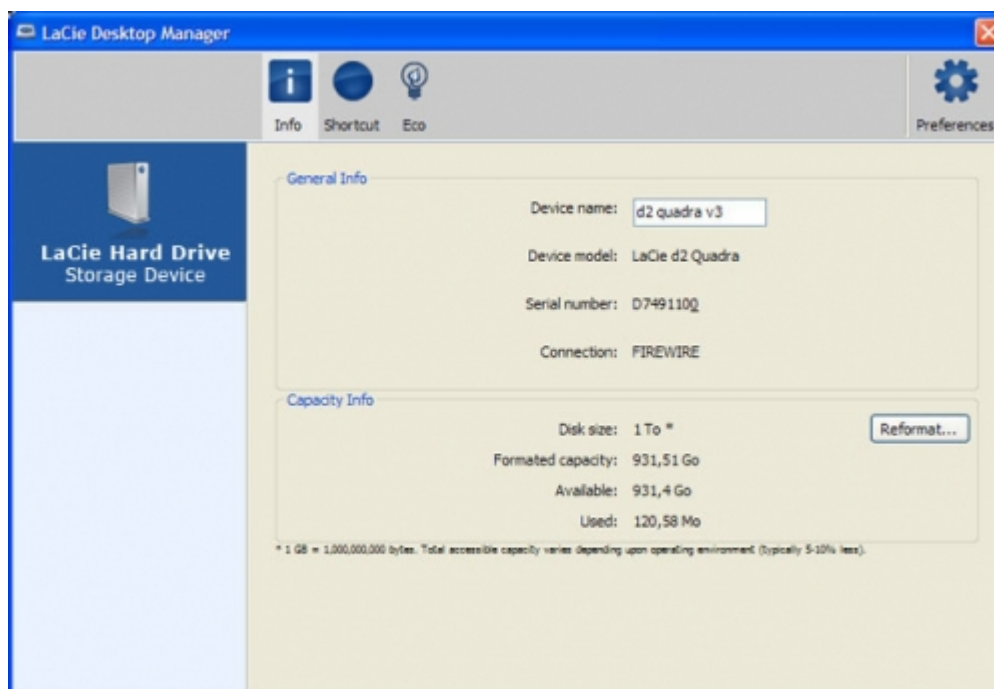 LaCie Desktop Manager
Info Shortcut Eco Preferences
LaCie Hard Drive
Storage Device
General Info
Device name: d2 quadra v3
Device model: LaCie d2 Quadra
Serial number: D7491100
Connection: FIREWIRE
Capacity Info
Disk size: 1 To * Reformat...
Formated capacity: 931,51 Go
Available: 931,4 Go
Used: 120,58 Mo
* 1 GB = 1,000,000,000 bytes. Total accessible capacity varies depending upon operating environment (typically 5-10% less).